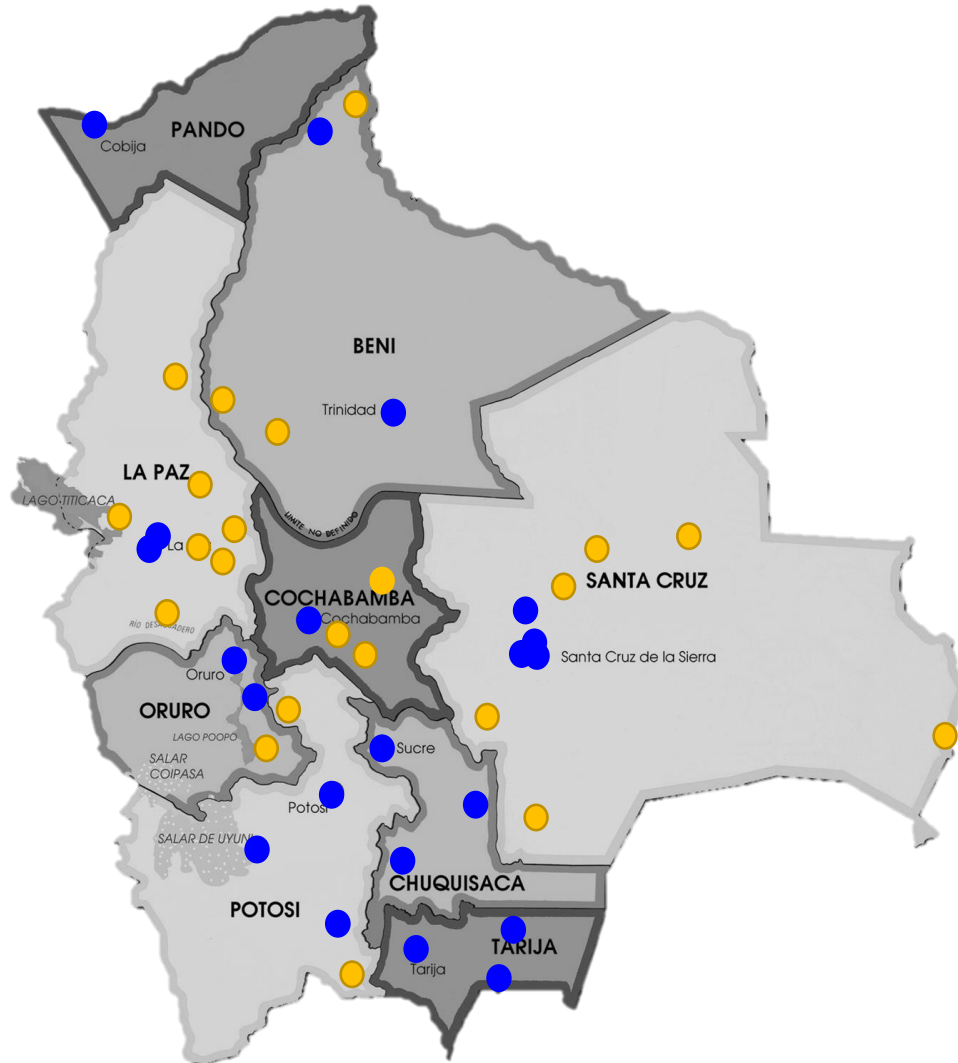 PANDO
Cobija
BENI
Trinidad
LA PAZ
LAGO TITICACA
La
LIMITE NO DEFINIDO
SANTA CRUZ
COCHABAMBA
Cochabamba
RÍO DESAGUADERO
Santa Cruz de la Sierra
Oruro
ORURO
LAGO POOPO
Sucre
SALAR
COIPASA
Potosi
SALAR DE UYUNI
CHUQUISACA
POTOSI
TARIJA
Tarija